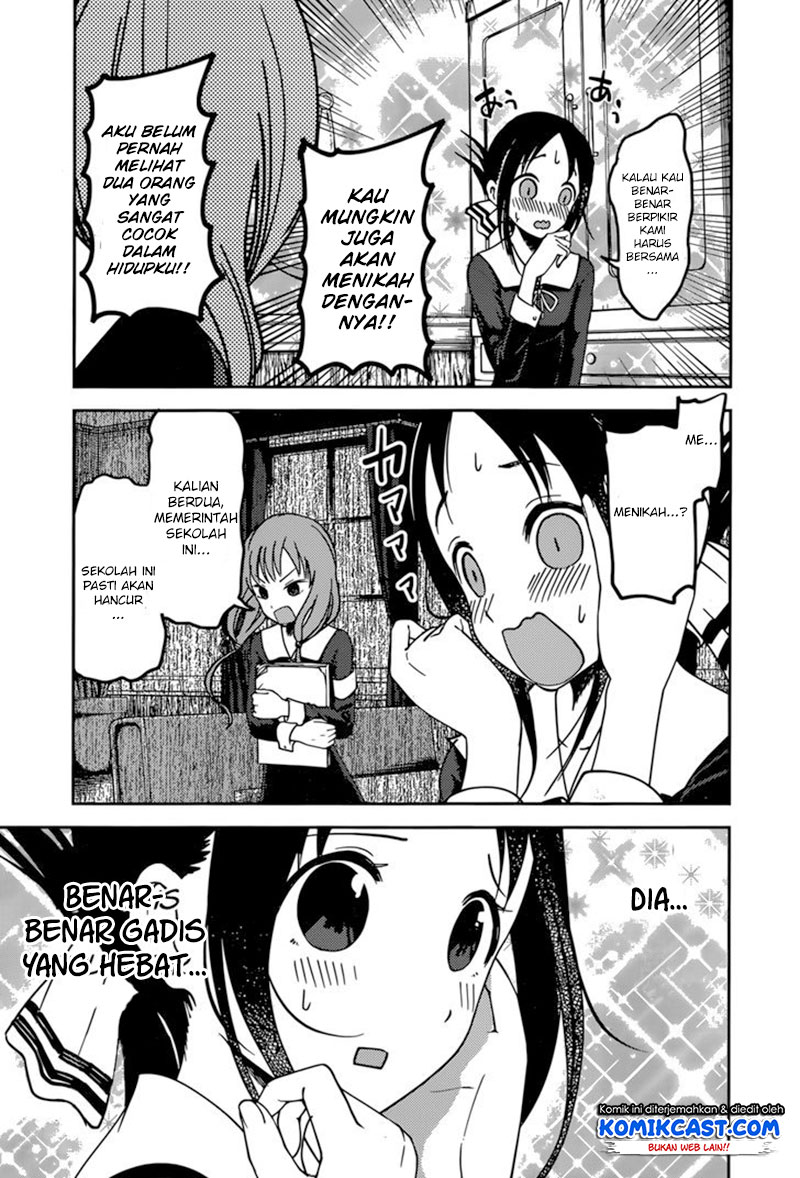 KALAU KAU
BENAR-
BENAR
BERPIKIR
KAMI
HARUS
BERSAMA
...
あぅ
あぅ
KAU
MUNGKIN
JUGA
AKAN
MENIKAH
DENGAN-
NYA!!
AKU BELUM
PERNAH
MELIHAT
DUA ORANG
YANG
SANGAT
COCOK
DALAM
HIDUPKU!!
ME...
MENIKAH...?
カァァァァ
KALIAN
BERDUA,
MEMERINTAH
SEKOLAH
INI...
SEKOLAH INI
PASTI AKAN
HANCUR
...
DIA...
BENAR-
BENAR GADIS
YANG HEBAT...
Komik ini diterjemahkan & diedit oleh
KOMIKCAST.COM
BUKAN WEB LAIN!!